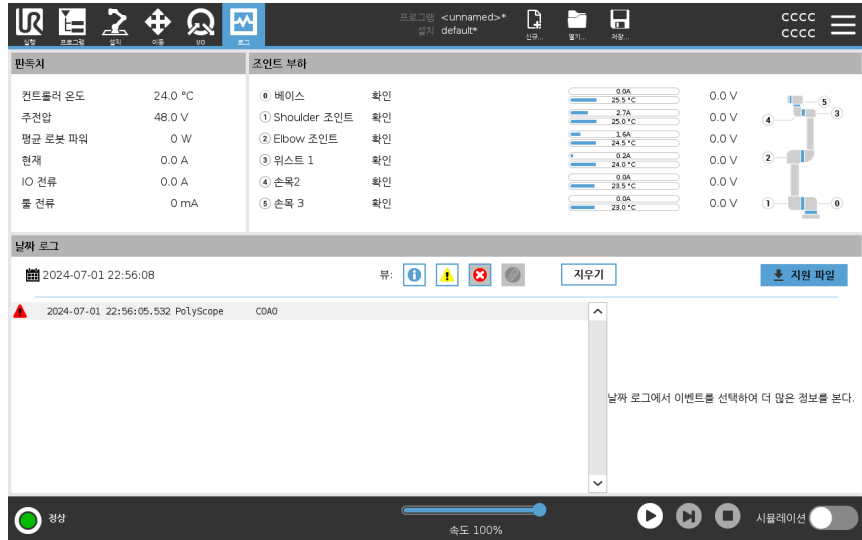 UR
실행
프로그램
설치
이동
I/O
로그
프로그램 <unnamed>*
설치 default*
신규...
열기...
저장...
CCCC
CCCC
판독치
조인트 부하
컨트롤러 온도 24.0 °C
주전압 48.0 V
평균 로봇 파워 0 W
현재 0.0 A
IO 전류 0.0 A
툴 전류 0 mA
0 베이스 확인 0.0A 25.5 °C 0.0 V
1 Shoulder 조인트 확인 2.7A 25.0 °C 0.0 V
2 Elbow 조인트 확인 1.6A 24.5 °C 0.0 V
3 위스트 1 확인 0.2A 24.0 °C 0.0 V
4 손목2 확인 0.0A 23.5 °C 0.0 V
5 손목 3 확인 0.0A 23.0 °C 0.0 V
5
4 3
2
1 0
날짜 로그
2024-07-01 22:56:08 뷰: 지우기 지원 파일
2024-07-01 22:56:05.532 PolyScope C0A0
날짜 로그에서 이벤트를 선택하여 더 많은 정보를 본다.
정상
속도 100%
시뮬레이션